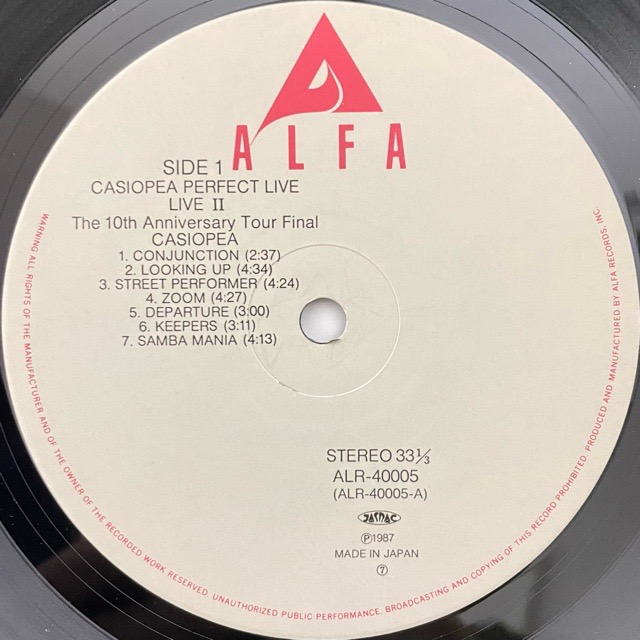 ALFA
SIDE 1
CASIOPEA PERFECT LIVE
LIVE II
The 10th Anniversary Tour Final
CASIOPEA
1. CONJUNCTION (2:37)
2. LOOKING UP (4:34)
3. STREET PERFORMER (4:24)
4. ZOOM (4:27)
5. DEPARTURE (3:00)
6. KEEPERS (3:11)
7. SAMBA MANIA (4:13)
STEREO 33⅓
ALR-40005
(ALR-40005-A)
JASRAC
Ⓟ1987
MADE IN JAPAN
⑦
WARNING ALL RIGHTS OF THE MANUFACTURER AND OF THE OWNER OF THE RECORDED WORK RESERVED. UNAUTHORIZED PUBLIC PERFORMANCE, BROADCASTING AND COPYING OF THIS RECORD PROHIBITED. PRODUCED AND MANUFACTURED BY ALFA RECORDS, INC.